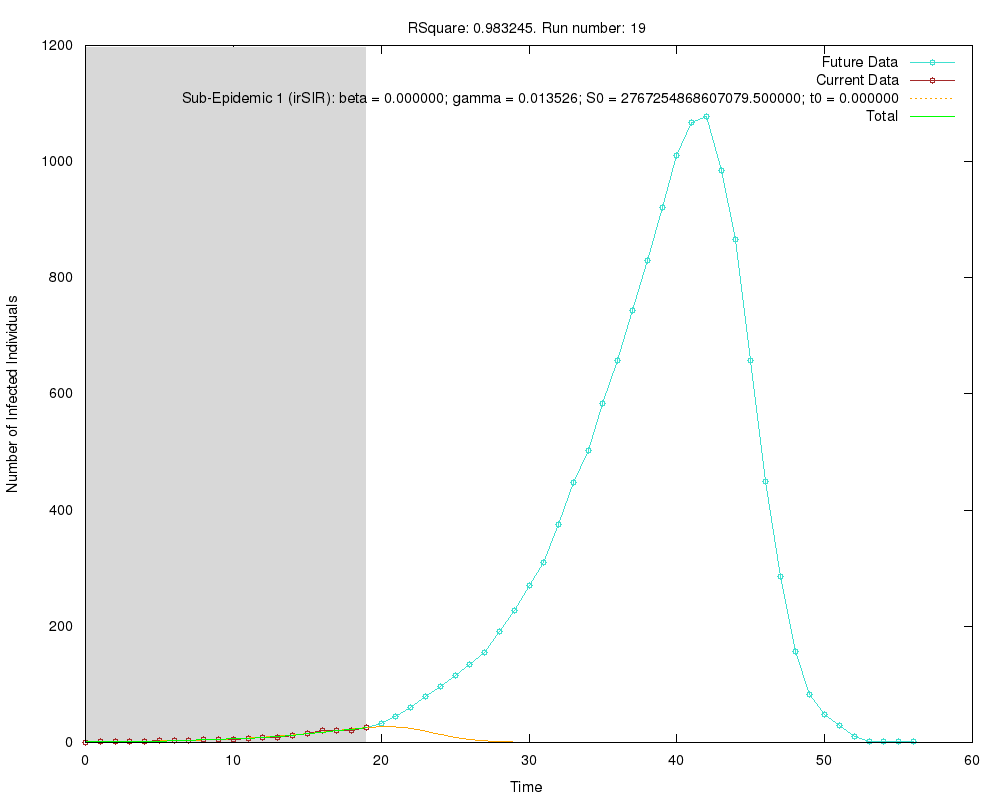 RSquare: 0.983245. Run number: 19
1200
1000
800
600
400
200
0
Number of Infected Individuals
Future Data
Current Data
Sub-Epidemic 1 (irSIR): beta = 0.000000; gamma = 0.013526; S0 = 2767254868607079.500000; t0 = 0.000000
Total
0 10 20 30 40 50 60
Time